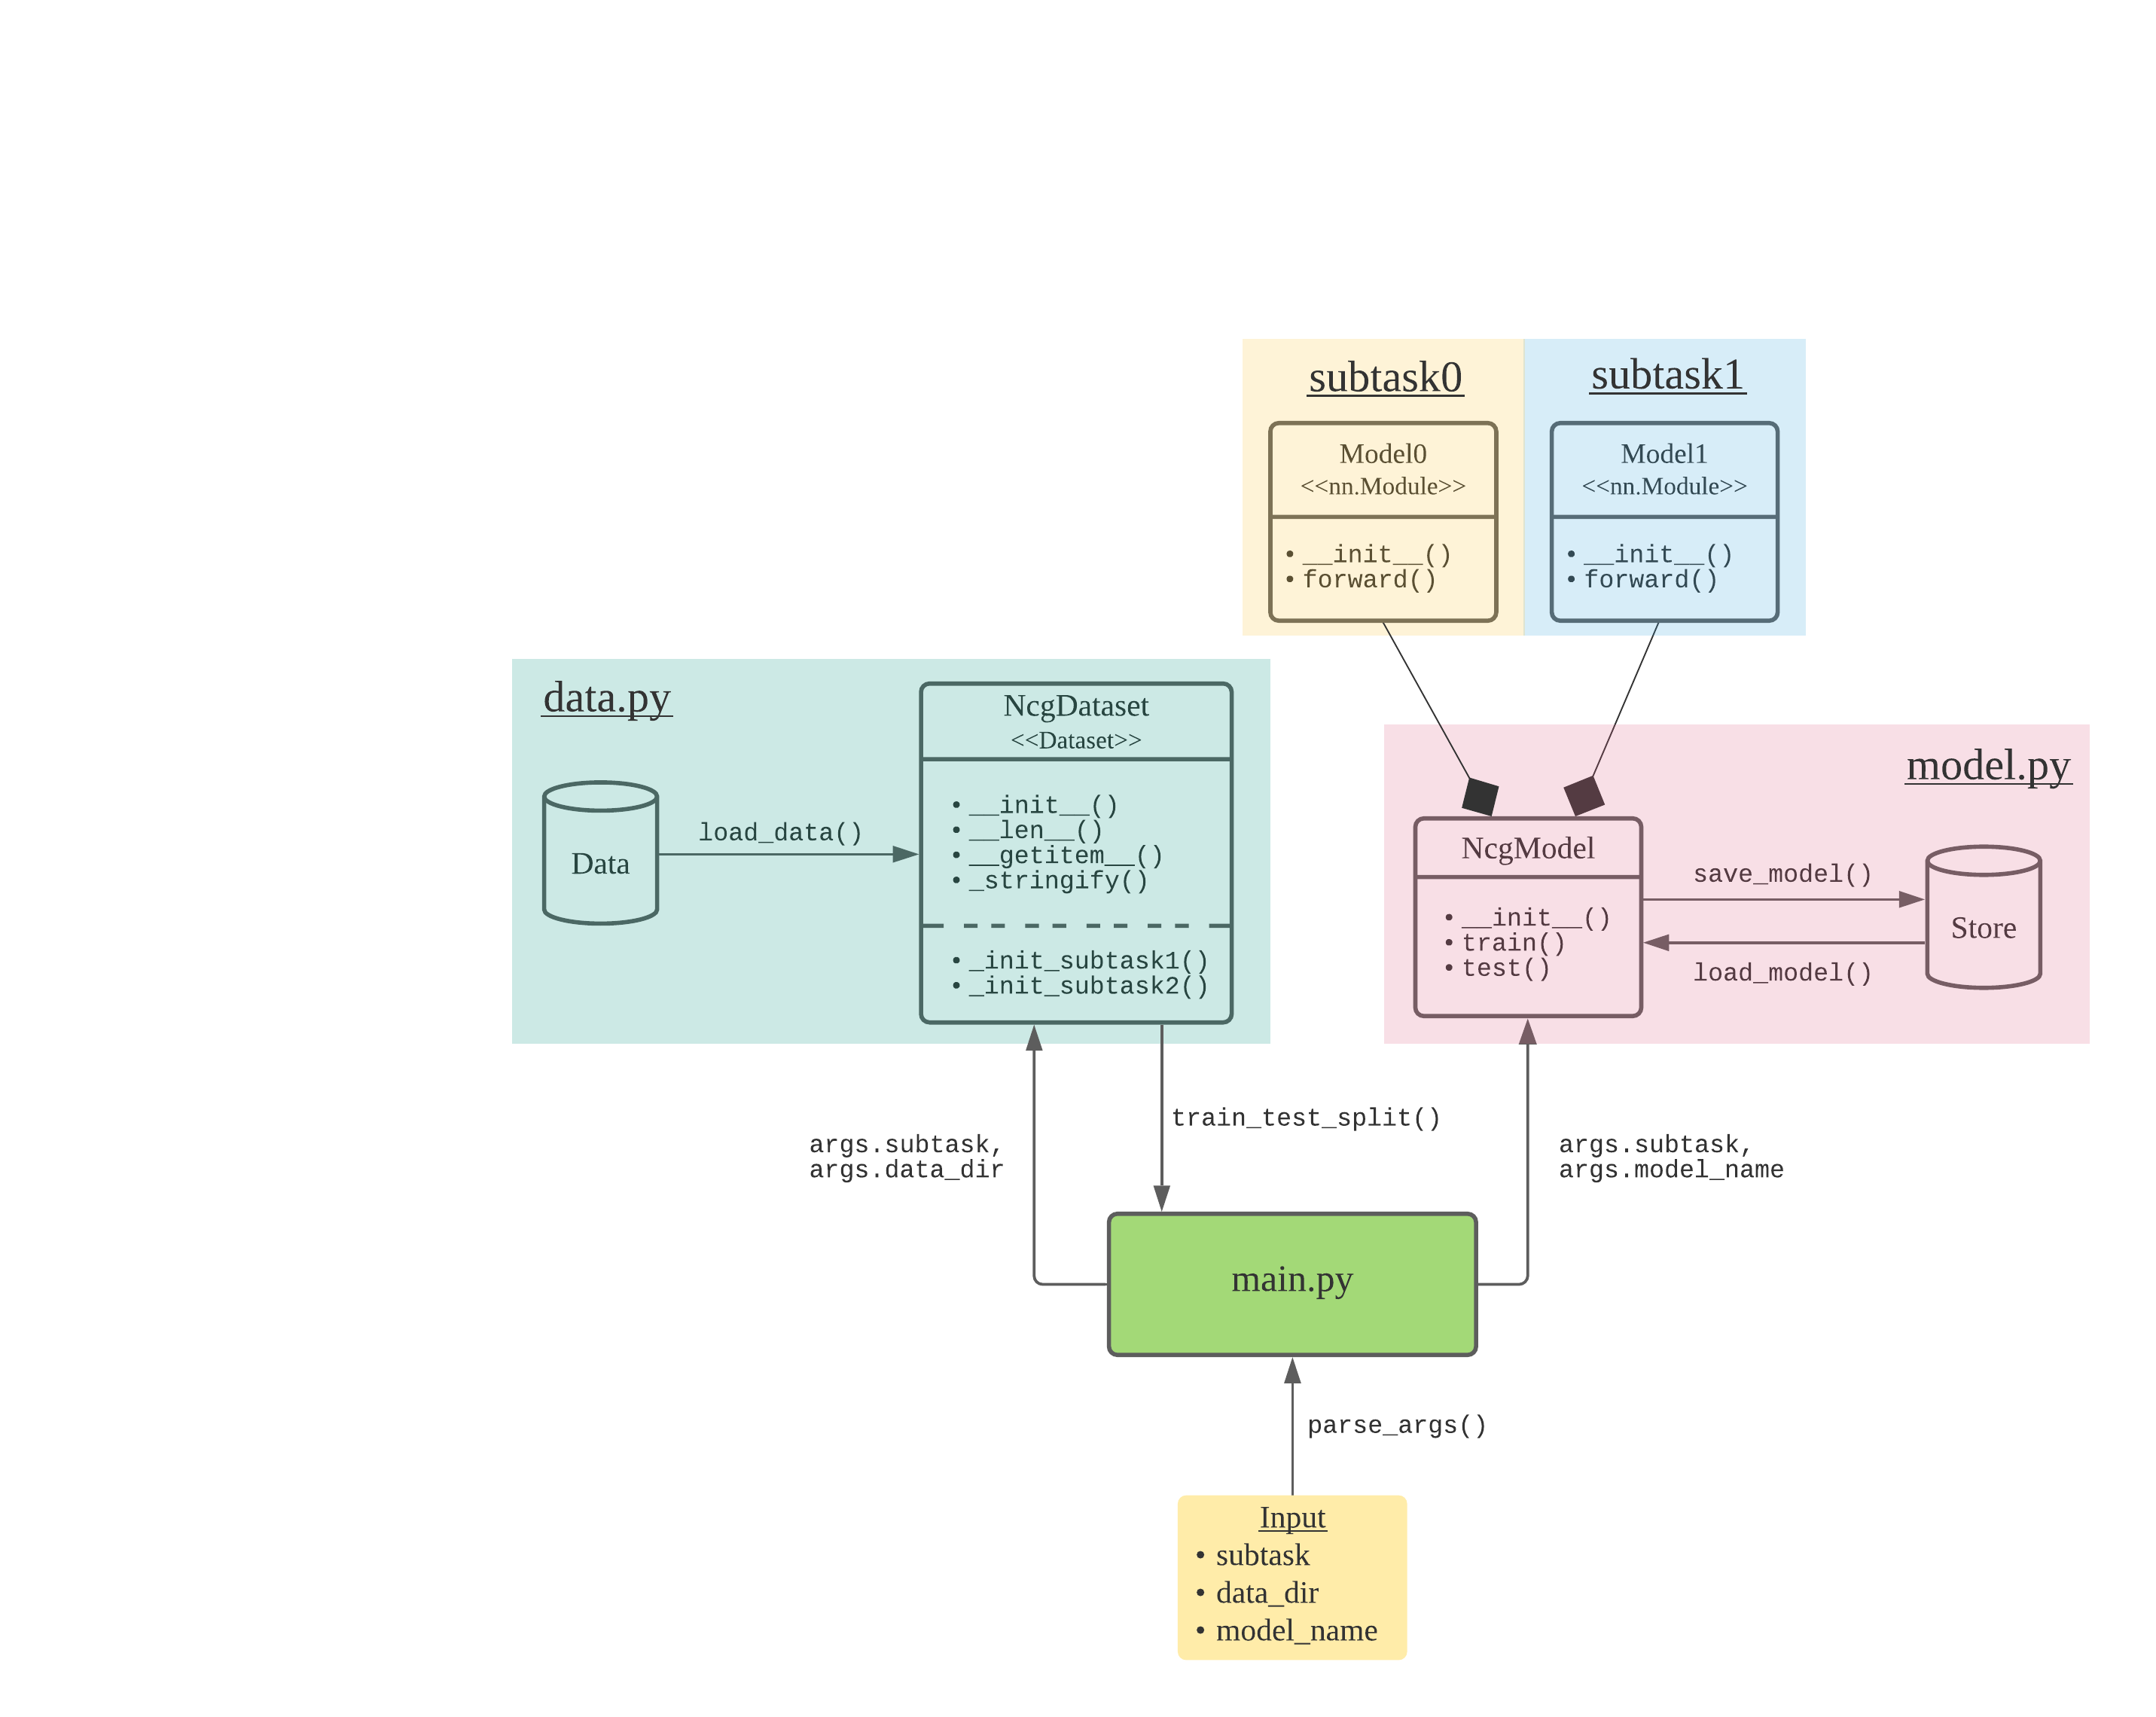 subtask0
Model0
<<nn.Module>>
• __init__()
• forward()
subtask1
Model1
<<nn.Module>>
• __init__()
• forward()
data.py
Data
load_data()
NcgDataset
<<Dataset>>
• __init__()
• __len__()
• __getitem__()
• _stringify()
• _init_subtask1()
• _init_subtask2()
model.py
NcgModel
• __init__()
• train()
• test()
save_model()
load_model()
Store
args.subtask,
args.data_dir
train_test_split()
args.subtask,
args.model_name
main.py
parse_args()
Input
• subtask
• data_dir
• model_name